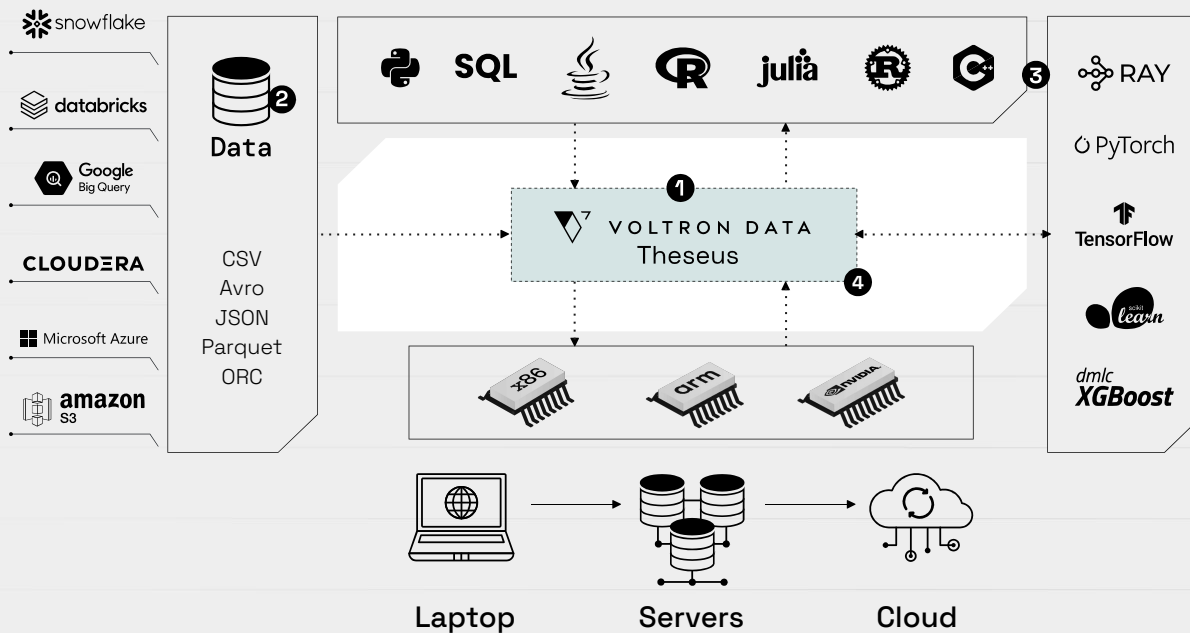 snowflake
databricks
Google
Big Query
CLOUDERA
Microsoft Azure
amazon
S3
2
Data
CSV
Avro
JSON
Parquet
ORC
SQL
R
julia
R
C++
3
1
VOLTRON DATA
Theseus
4
x86
arm
NVIDIA
RAY
PyTorch
TensorFlow
scikit
learn
dmlc
XGBoost
Laptop
Servers
Cloud